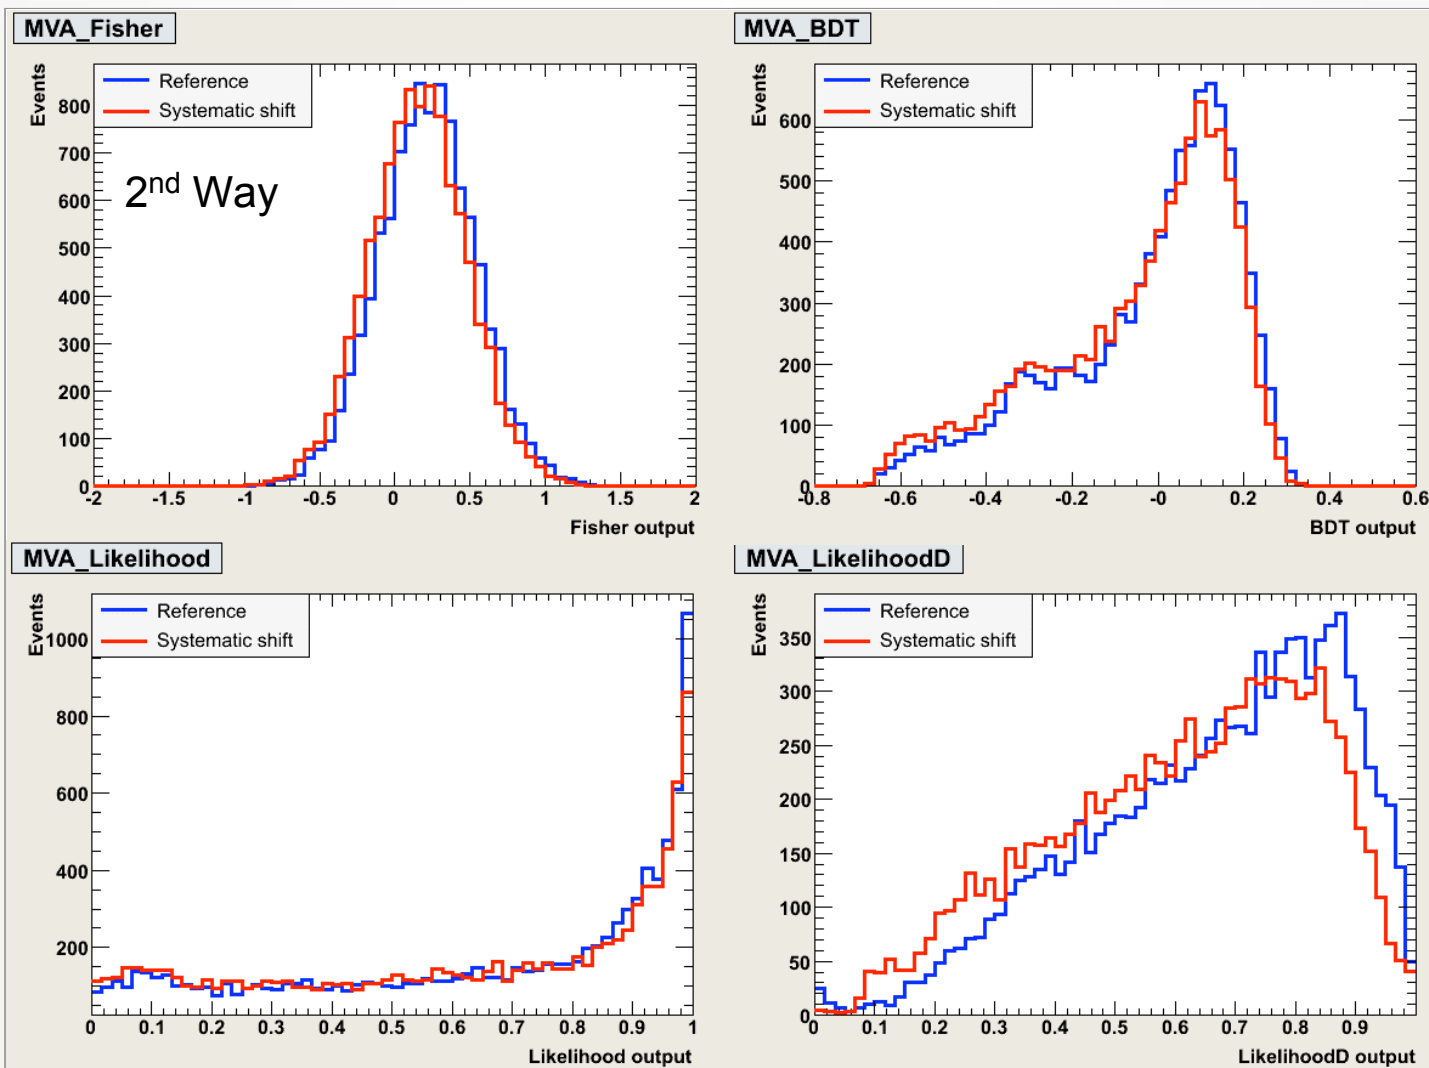 MVA_Fisher
Events
Reference
Systematic shift
2nd Way
800
700
600
500
400
300
200
100
0
-2 -1.5 -1 -0.5 0 0.5 1 1.5 2
Fisher output
MVA_BDT
Events
Reference
Systematic shift
600
500
400
300
200
100
0
-0.8 -0.6 -0.4 -0.2 -0 0.2 0.4 0.6
BDT output
MVA_Likelihood
Events
Reference
Systematic shift
1000
800
600
400
200
0 0.1 0.2 0.3 0.4 0.5 0.6 0.7 0.8 0.9 1
Likelihood output
MVA_LikelihoodD
Events
Reference
Systematic shift
350
300
250
200
150
100
50
0
0 0.1 0.2 0.3 0.4 0.5 0.6 0.7 0.8 0.9
LikelihoodD output